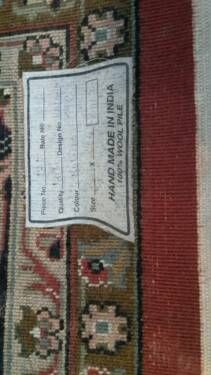 Piece No. Bale No.
Quality Design No.
Colour
Size X
HAND MADE IN INDIA
100% WOOL PILE